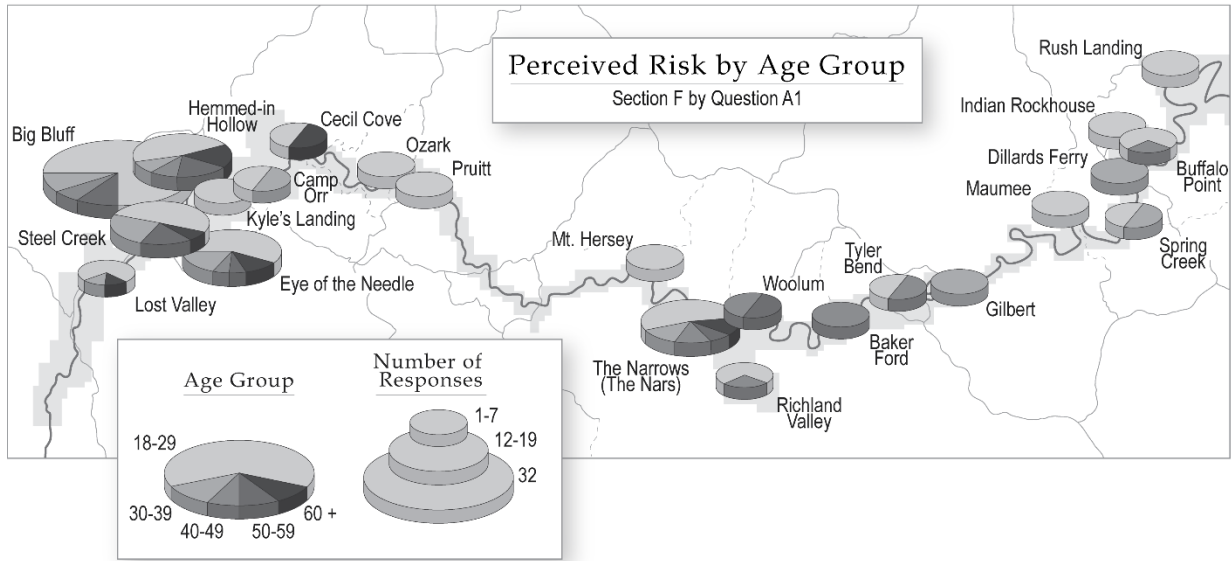 Perceived Risk by Age Group
Section F by Question A1
Rush Landing
Indian Rockhouse
Dillards Ferry
Buffalo
Point
Maumee
Spring
Creek
Hemmed-in
Hollow
Cecil Cove
Big Bluff
Ozark
Pruitt
Camp
Orr
Kyle's Landing
Steel Creek
Eye of the Needle
Lost Valley
Mt. Hersey
Tyler
Bend
Woolum
Gilbert
Baker
Ford
The Narrows
(The Nars)
Richland
Valley
Age Group
18-29
30-39
40-49
50-59
60 +
Number of
Responses
1-7
12-19
32